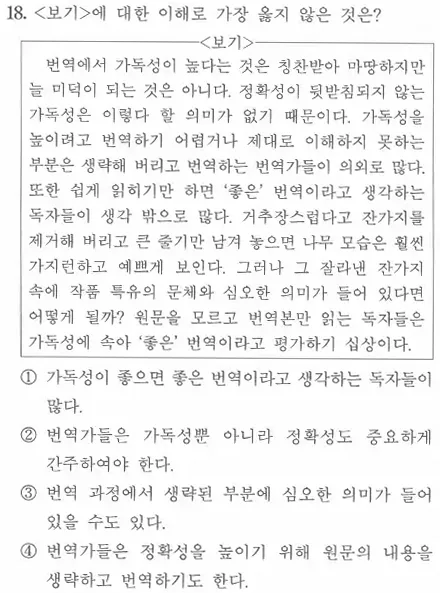 18. <보기>에 대한 이해로 가장 옳지 않은 것은?
<보기>
번역에서 가독성이 높다는 것은 칭찬받아 마땅하지만
늘 미덕이 되는 것은 아니다. 정확성이 뒷받침되지 않는
가독성은 이렇다 할 의미가 없기 때문이다. 가독성을
높이려고 번역하기 어렵거나 제대로 이해하지 못하는
부분은 생략해 버리고 번역하는 번역가들이 의외로 많다.
또한 쉽게 읽히기만 하면 ‘좋은’ 번역이라고 생각하는
독자들이 생각 밖으로 많다. 거추장스럽다고 잔가지를
제거해 버리고 큰 줄기만 남겨 놓으면 나무 모습은 훨씬
가지런하고 예쁘게 보인다. 그러나 그 잘라낸 잔가지
속에 작품 특유의 문체와 심오한 의미가 들어 있다면
어떻게 될까? 원문을 모르고 번역본만 읽는 독자들은
가독성에 속아 ‘좋은’ 번역이라고 평가하기 십상이다.
① 가독성이 좋으면 좋은 번역이라고 생각하는 독자들이
많다.
② 번역가들은 가독성뿐 아니라 정확성도 중요하게
간주하여야 한다.
③ 번역 과정에서 생략된 부분에 심오한 의미가 들어
있을 수도 있다.
④ 번역가들은 정확성을 높이기 위해 원문의 내용을
생략하고 번역하기도 한다.